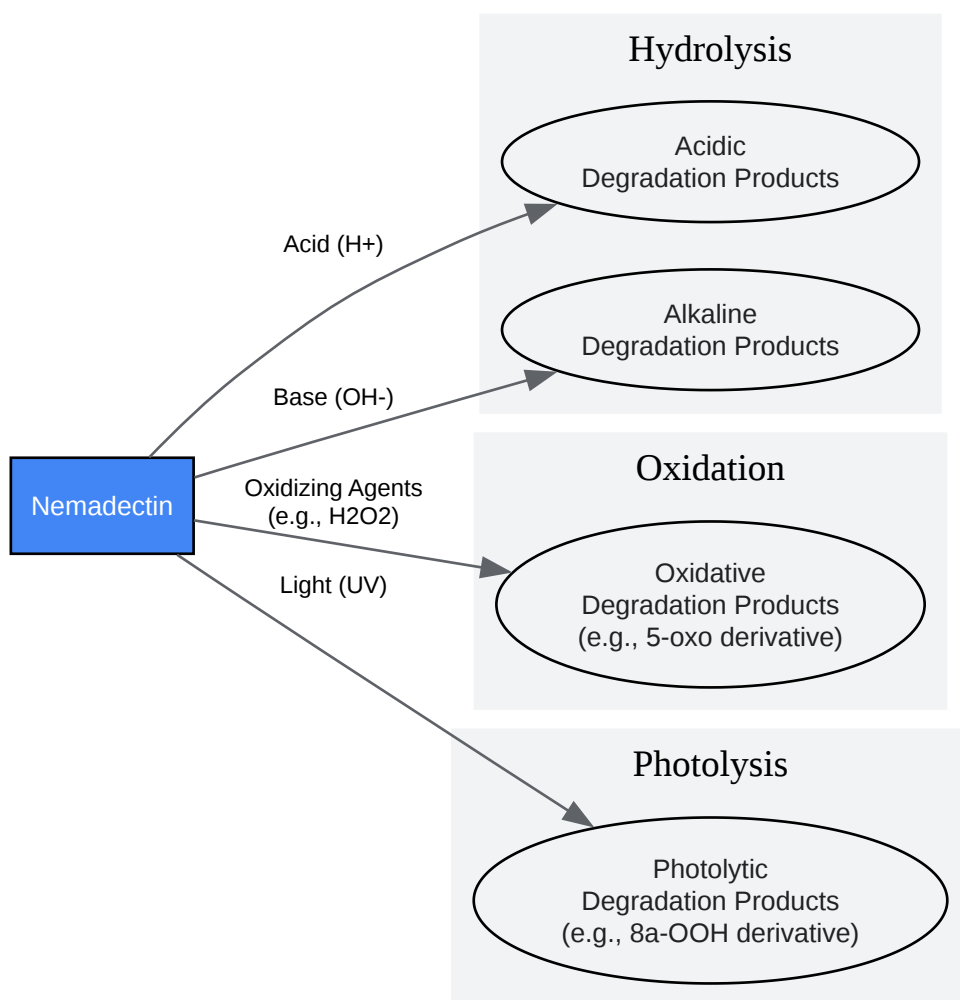 Hydrolysis
Acidic
Degradation Products
Acid (H+)
Alkaline
Degradation Products
Base (OH-)
Oxidation
Nemadectin
Oxidizing Agents
(e.g., H2O2)
Oxidative
Degradation Products
(e.g., 5-oxo derivative)
Light (UV)
Photolysis
Photolytic
Degradation Products
(e.g., 8a-OOH derivative)